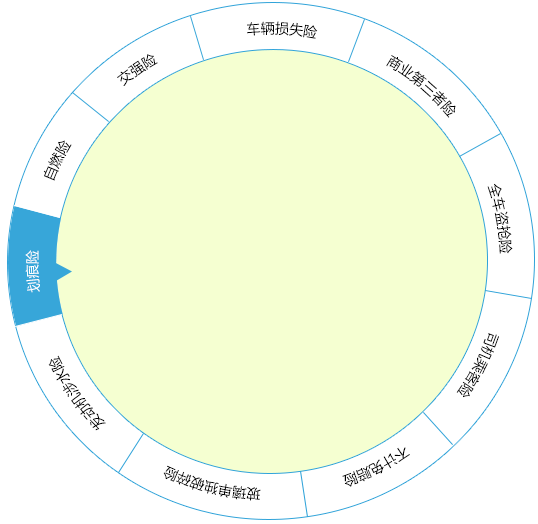 车辆损失险
商业第三者险
全车盗抢险
司机乘客险
不计免赔险
玻璃单独破碎险
发动机涉水险
划痕险
自燃险
交强险